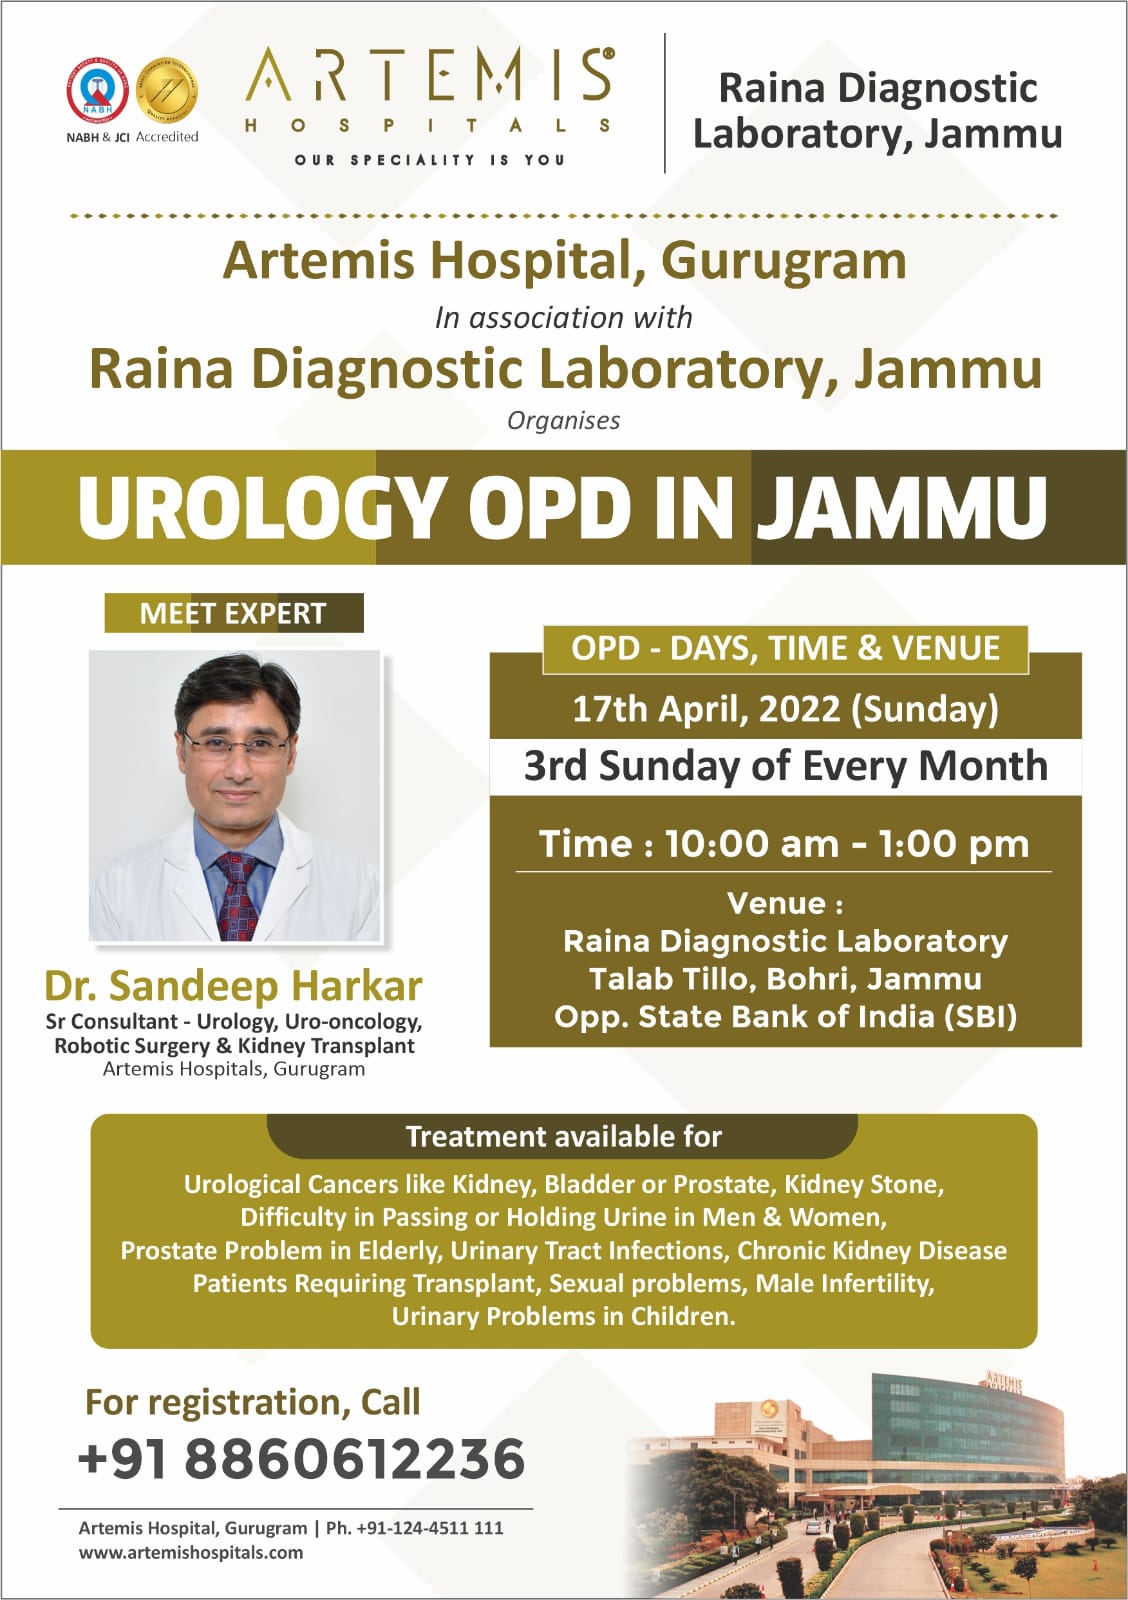 ARTEMIS
HOSPITALS
OUR SPECIALITY IS YOU
NABH
NABH & JCI Accredited
Raina Diagnostic
Laboratory, Jammu
Artemis Hospital, Gurugram
In association with
Raina Diagnostic Laboratory, Jammu
Organises
UROLOGY OPD IN JAMMU
MEET EXPERT
Dr. Sandeep Harkar
Sr Consultant - Urology, Uro-oncology,
Robotic Surgery & Kidney Transplant
Artemis Hospitals, Gurugram
OPD - DAYS, TIME & VENUE
17th April, 2022 (Sunday)
3rd Sunday of Every Month
Time : 10:00 am - 1:00 pm
Venue :
Raina Diagnostic Laboratory
Talab Tillo, Bohri, Jammu
Opp. State Bank of India (SBI)
Treatment available for
Urological Cancers like Kidney, Bladder or Prostate, Kidney Stone,
Difficulty in Passing or Holding Urine in Men & Women,
Prostate Problem in Elderly, Urinary Tract Infections, Chronic Kidney Disease
Patients Requiring Transplant, Sexual problems, Male Infertility,
Urinary Problems in Children.
For registration, Call
+91 8860612236
Artemis Hospital, Gurugram | Ph. +91-124-4511 111
www.artemishospitals.com
ARTEMIS